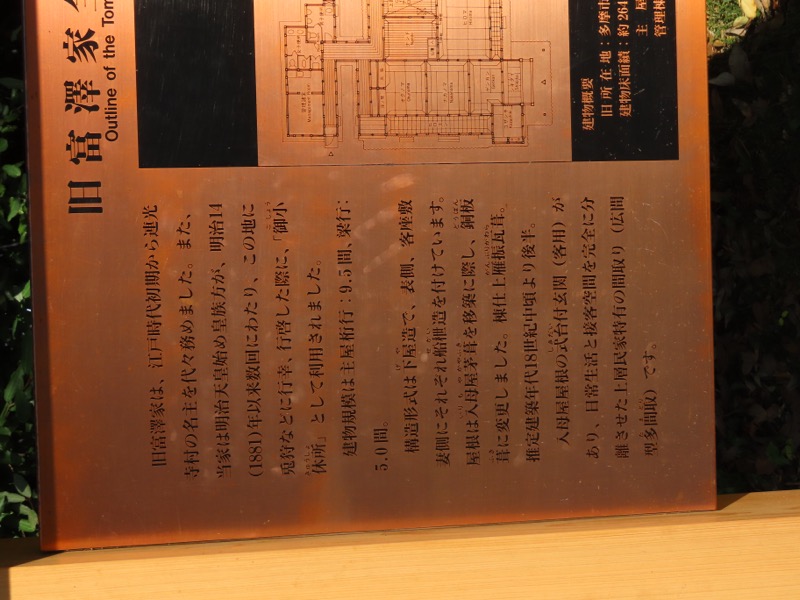 旧富澤家
Outline of the Tom
建物概要
旧所在地：多摩市
建物床面積：約264
主屋
管理棟
旧富澤家は、江戸時代初期から連光
寺村の名主を代々務めました。また、
当家は明治天皇始め皇族方が、明治14
(1881)年以来数回にわたり、この地に
兎狩などに行幸、行啓した際に、「御小
休所」として利用されました。
建物規模は主屋桁行：9.5間、梁行：
5.0間。
構造形式は下屋造で、表側、客座敷
妻側にそれぞれ船枻造を付けています。
屋根は入母屋茅葺を移築に際し、銅板
葺に変更しました。棟仕上雁振瓦葺。
推定建築年代18世紀中頃より後半。
入母屋屋根の式台付玄関（客用）が
あり、日常生活と接客空間を完全に分
離させた上層民家特有の間取り（広間
型多間取）です。